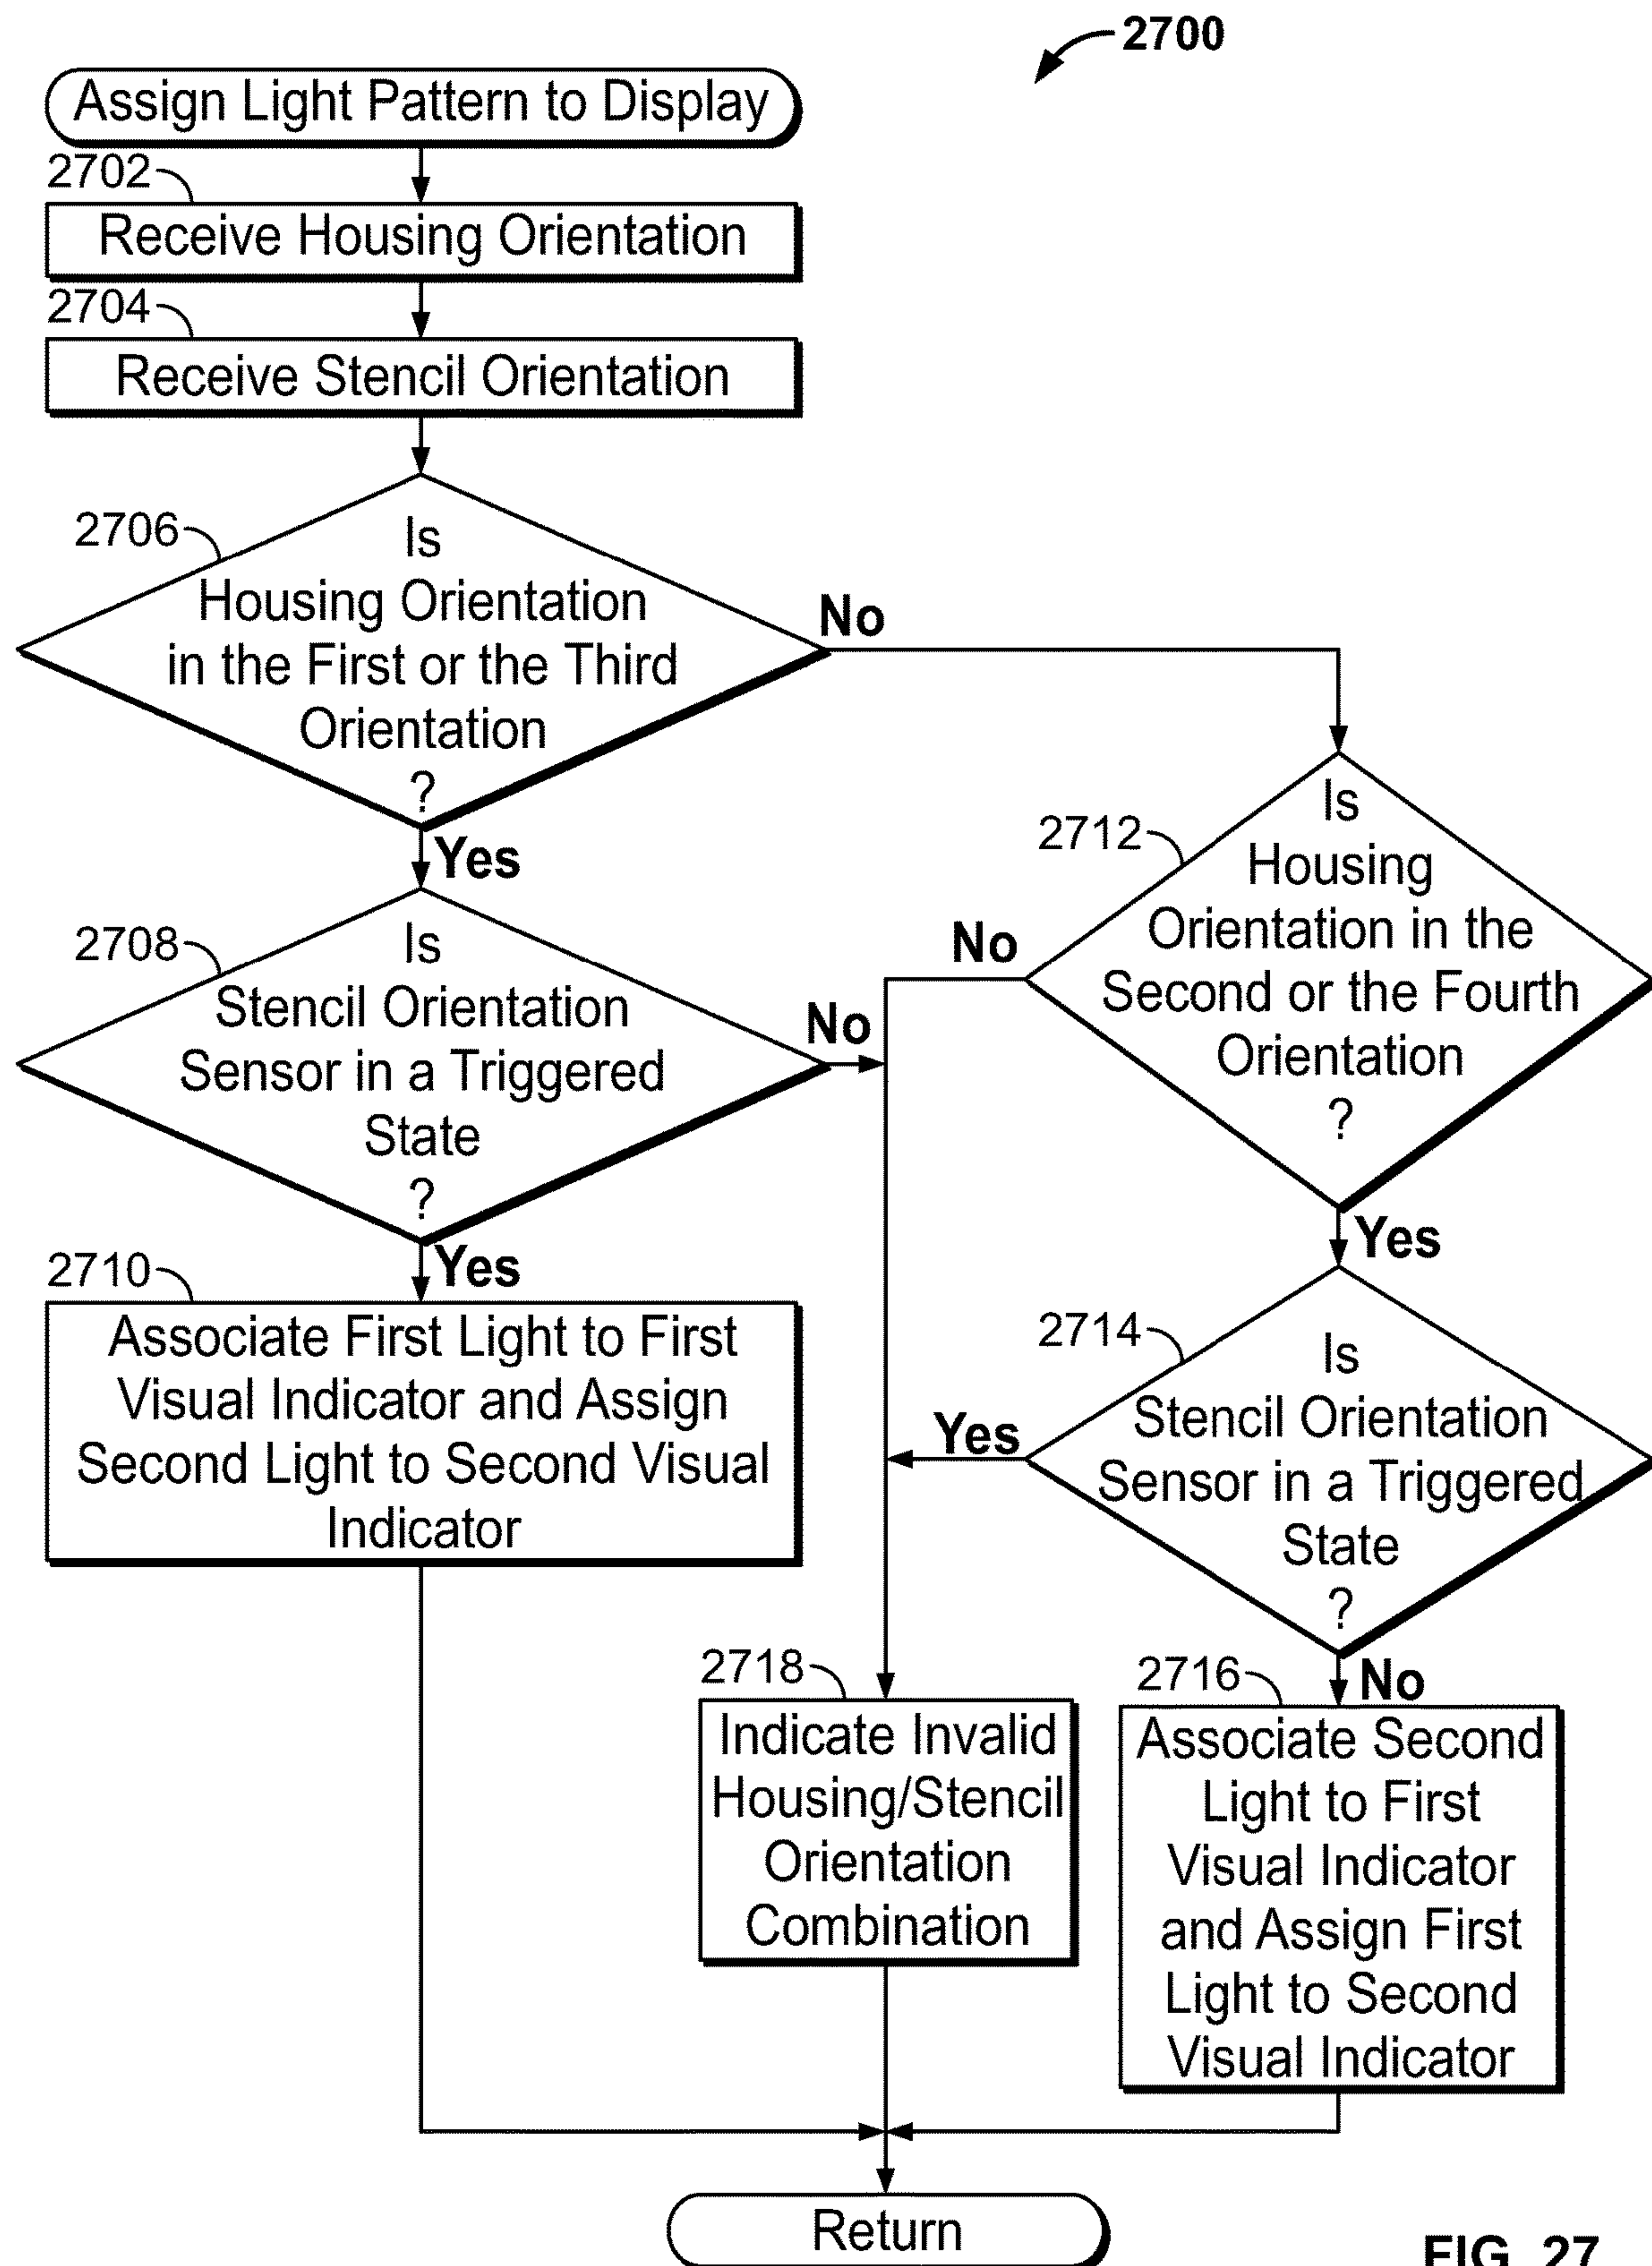 2700
Assign Light Pattern to Display
2702
Receive Housing Orientation
2704
Receive Stencil Orientation
2706
Is
Housing Orientation
in the First or the Third
Orientation
?
No
Yes
2708
Is
Stencil Orientation
Sensor in a Triggered
State
?
No
Yes
2710
Associate First Light to First
Visual Indicator and Assign
Second Light to Second Visual
Indicator
2712
Is
Housing
Orientation in the
Second or the Fourth
Orientation
?
No
Yes
2714
Is
Stencil Orientation
Sensor in a Triggered
State
?
Yes
No
2718
Indicate Invalid
Housing/Stencil
Orientation
Combination
2716
Associate Second
Light to First
Visual Indicator
and Assign First
Light to Second
Visual Indicator
Return
FIG. 27